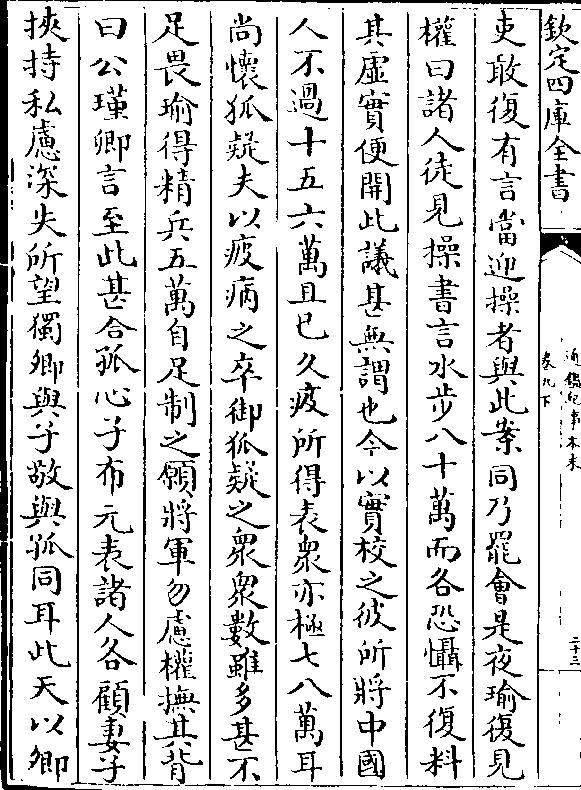 欽定四庫全書
通鑑紀事本末
卷九下
二十三
吏敢復有言當迎操者與此案同乃罷會是夜瑜復見
權曰諸人徒見操書言水步八十萬而各恐懾不復料
其虛實便開此議甚無謂也今以實校之彼所將中國
人不過十五六萬且已久疲所得表衆亦極七八萬耳
尚懷狐疑夫以疲病之卒御狐疑之衆衆數雖多甚不
足畏瑜得精兵五萬自足制之願將軍勿慮權撫其背
曰公瑾卿言至此甚合孤心子布元表諸人各顧妻子
挾持私慮深失所望獨卿與子敬與孤同耳此天以卿